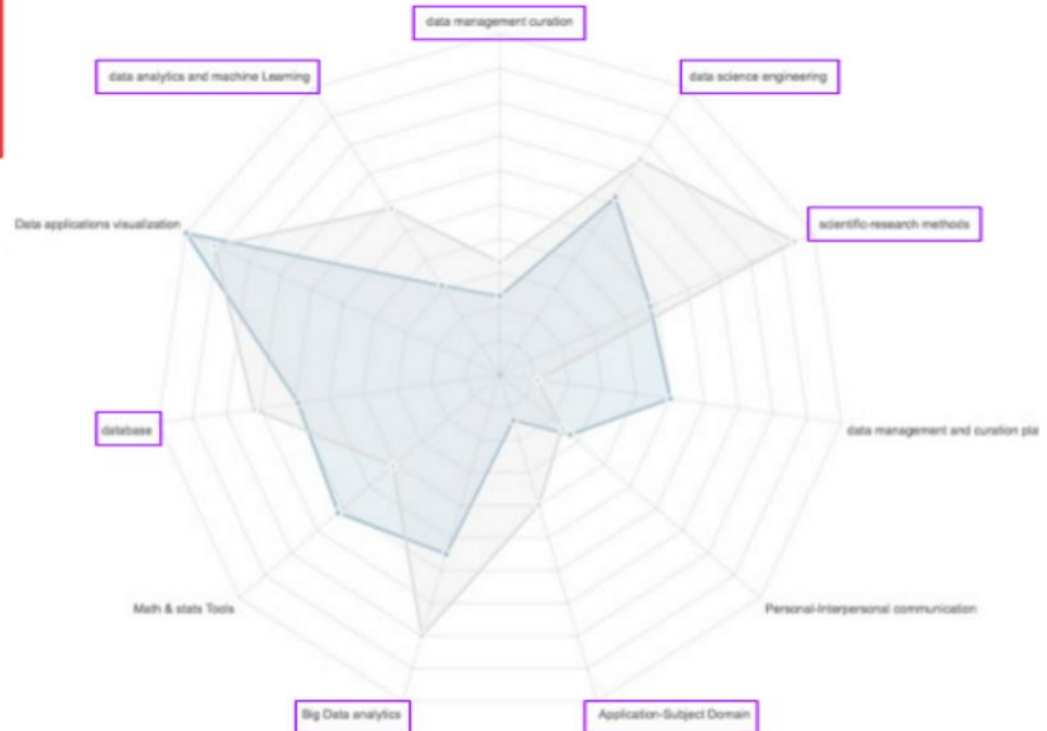 data management curation
data analytics and machine Learning
data science engineering
Data applications visualization
scientific-research methods
database
data management and curation pla
Math & stats Tools
Personal-Interpersonal communication
Big Data analytics
Application-Subject Domain